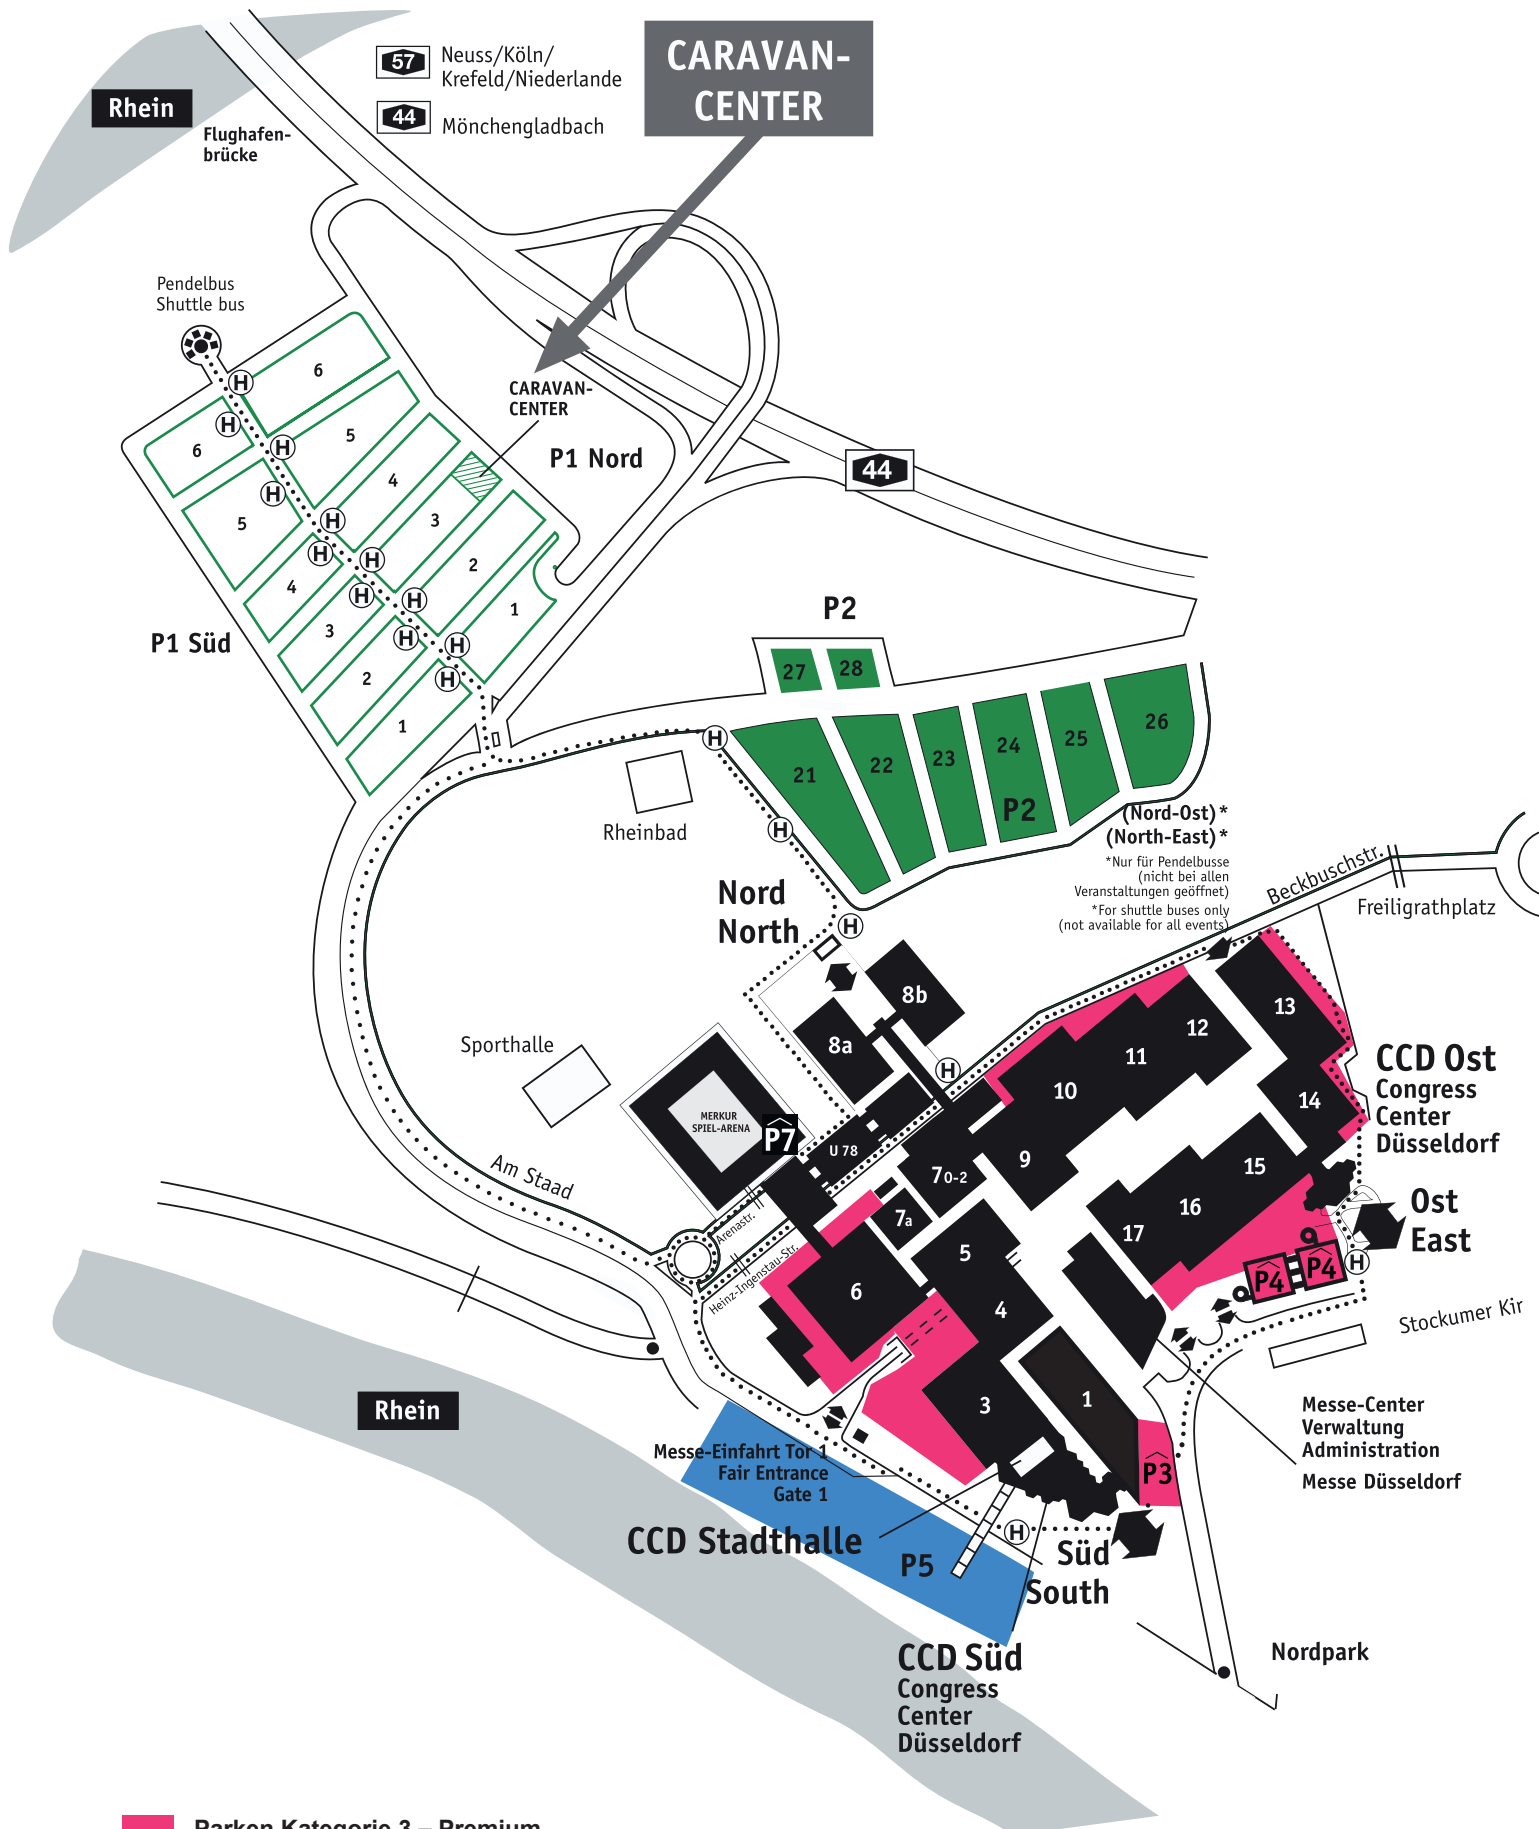 57
Neuss/Köln/
Krefeld/Niederlande
44
Mönchengladbach
CARAVAN-
CENTER
Rhein
Flughafen-
brücke
Pendelbus
Shuttle bus
CARAVAN-
CENTER
P1 Nord
44
6
5
4
3
2
1
6
5
4
3
2
1
H
H
H
H
H
H
H
H
H
H
H
H
P1 Süd
P2
27
28
21
22
23
24
25
26
P2
H
H
Rheinbad
(Nord-Ost)*
(North-East)*
*Nur für Pendelbusse
(nicht bei allen
Veranstaltungen geöffnet)
*For shuttle buses only
(not available for all events)
Beckbuschstr.
Freiligrathplatz
Nord
North
H
8b
8a
H
Sporthalle
MERKUR
SPIEL-ARENA
P7
U 78
13
12
11
10
14
9
70-2
7a
15
16
17
CCD Ost
Congress
Center
Düsseldorf
Ost
East
P4
P4
H
Stockumer Kir
Am Staad
Arenastr.
Heinz-Ingenstau-Str.
6
5
4
3
1
P3
Rhein
Messe-Einfahrt Tor 1
Fair Entrance
Gate 1
Messe-Center
Verwaltung
Administration
Messe Düsseldorf
CCD Stadthalle
P5
H
Süd
South
CCD Süd
Congress
Center
Düsseldorf
Nordpark
Parken Kategorie 3 – Premium